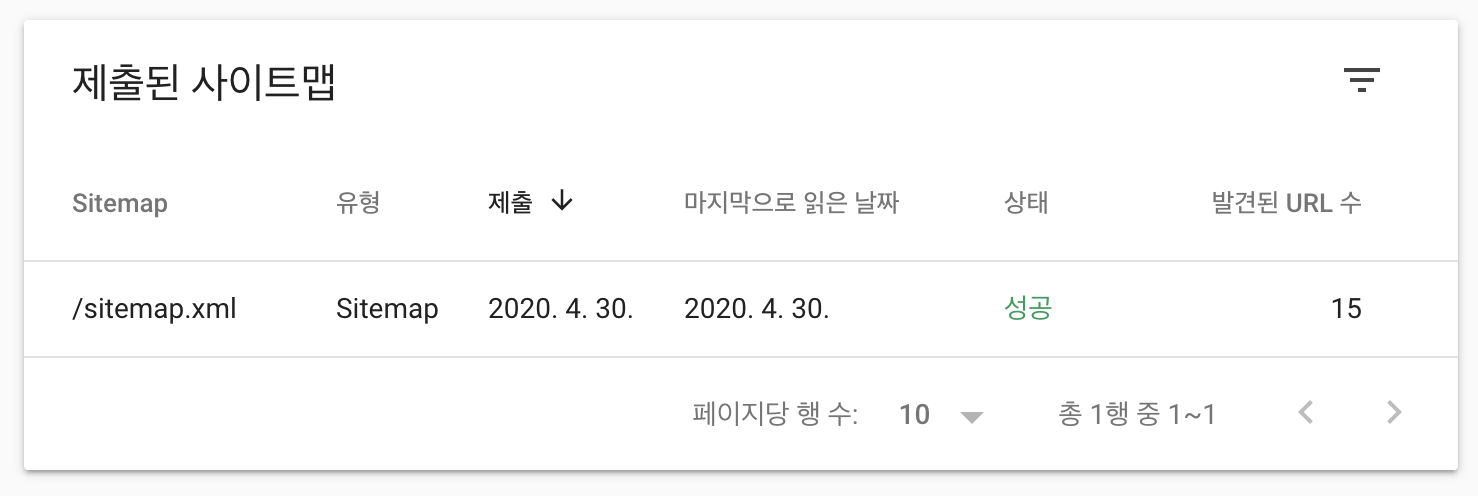 제출된 사이트맵
Sitemap 유형 제출 마지막으로 읽은 날짜 상태 발견된 URL 수
/sitemap.xml Sitemap 2020. 4. 30. 2020. 4. 30. 성공 15
페이지당 행 수: 10 총 1행 중 1~1